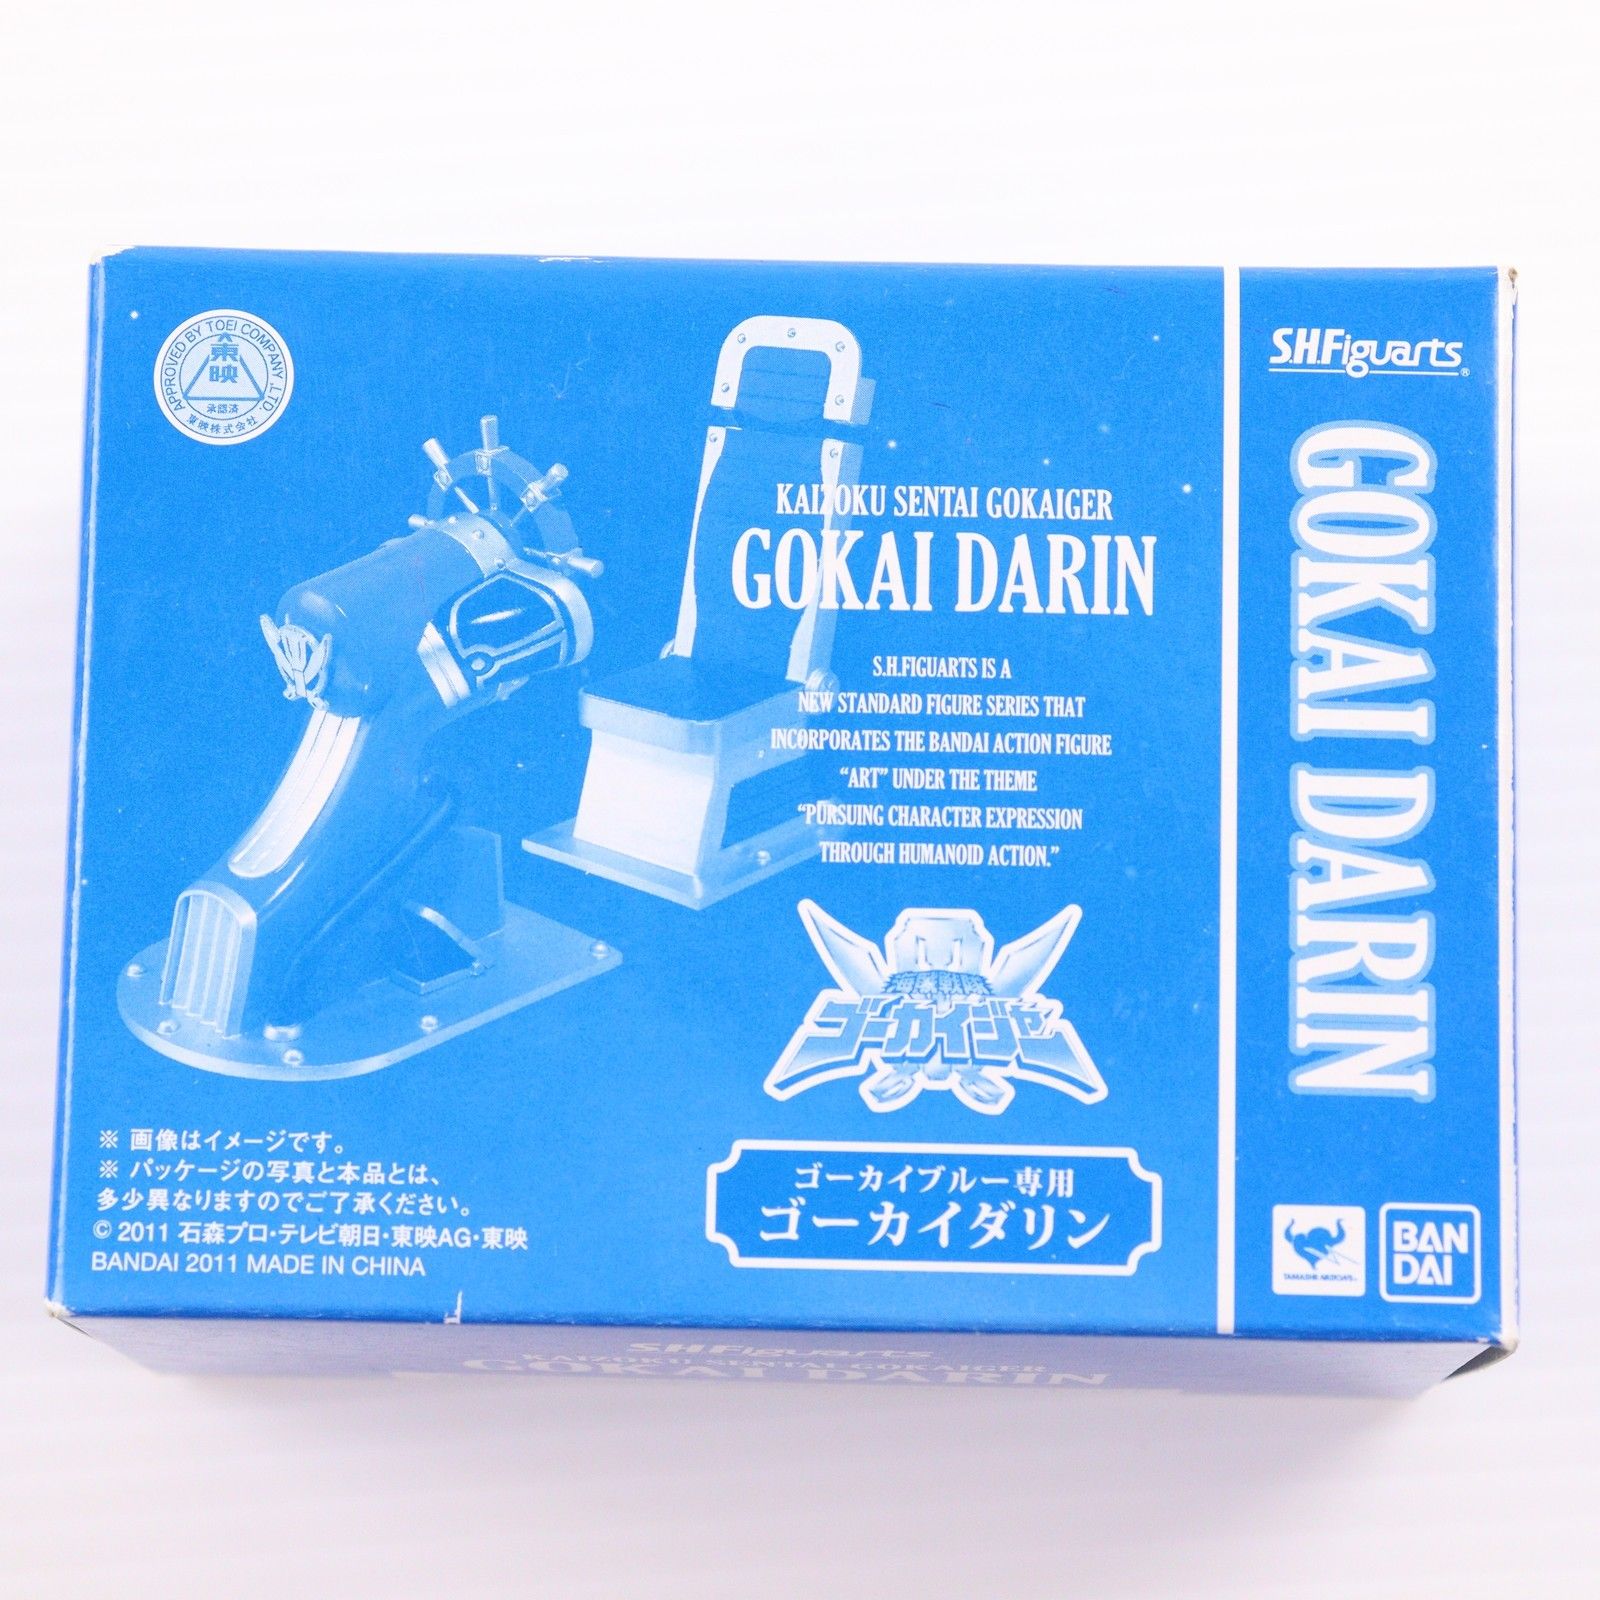 APPROVED BY TOEI COMPANY, LTD.
東映
承認済
東映株式会社
KAIZOKU SENTAI GOKAIGER
GOKAI DARIN
S.H.FIGUARTS IS A
NEW STANDARD FIGURE SERIES THAT
INCORPORATES THE BANDAI ACTION FIGURE
“ART” UNDER THE THEME
“PURSUING CHARACTER EXPRESSION
THROUGH HUMANOID ACTION.”
海賊戦隊
ゴーカイジャー
ゴーカイブルー専用
ゴーカイダリン
※ 画像はイメージです。
※ パッケージの写真と本品とは、
多少異なりますのでご了承ください。
© 2011 石森プロ・テレビ朝日・東映AG・東映
BANDAI 2011 MADE IN CHINA
S.H.Figuarts®
GOKAI DARIN
TAMASHII NATIONS
BAN
DAI
S.H.Figuarts
KAIZOKU SENTAI GOKAIGER
GOKAI DARIN